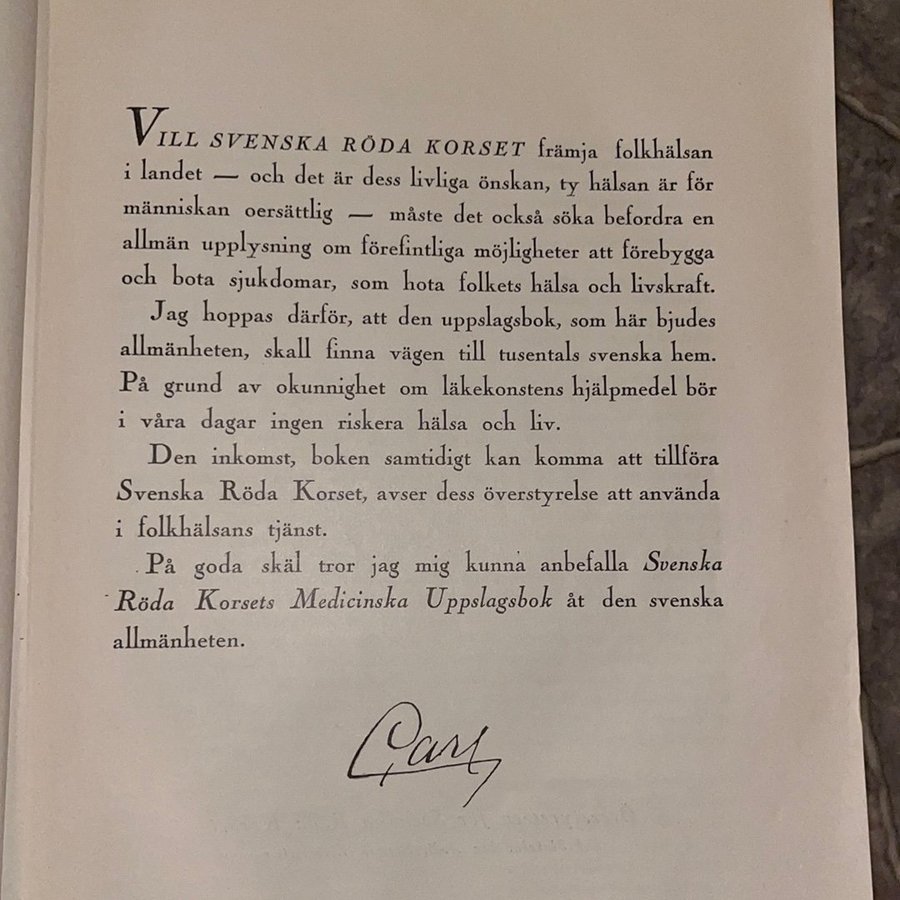 VILL SVENSKA RÖDA KORSET främja folkhälsan
i landet — och det är dess livliga önskan, ty hälsan är för
människan oersättlig — måste det också söka befordra en
allmän upplysning om förefintliga möjligheter att förebygga
och bota sjukdomar, som hota folkets hälsa och livskraft.
Jag hoppas därför, att den uppslagsbok, som här bjudes
allmänheten, skall finna vägen till tusentals svenska hem.
På grund av okunnighet om läkekonstens hjälpmedel bör
i våra dagar ingen riskera hälsa och liv.
Den inkomst, boken samtidigt kan komma att tillföra
Svenska Röda Korset, avser dess överstyrelse att använda
i folkhälsans tjänst.
På goda skäl tror jag mig kunna anbefalla Svenska
Röda Korsets Medicinska Uppslagsbok åt den svenska
allmänheten.
Carl